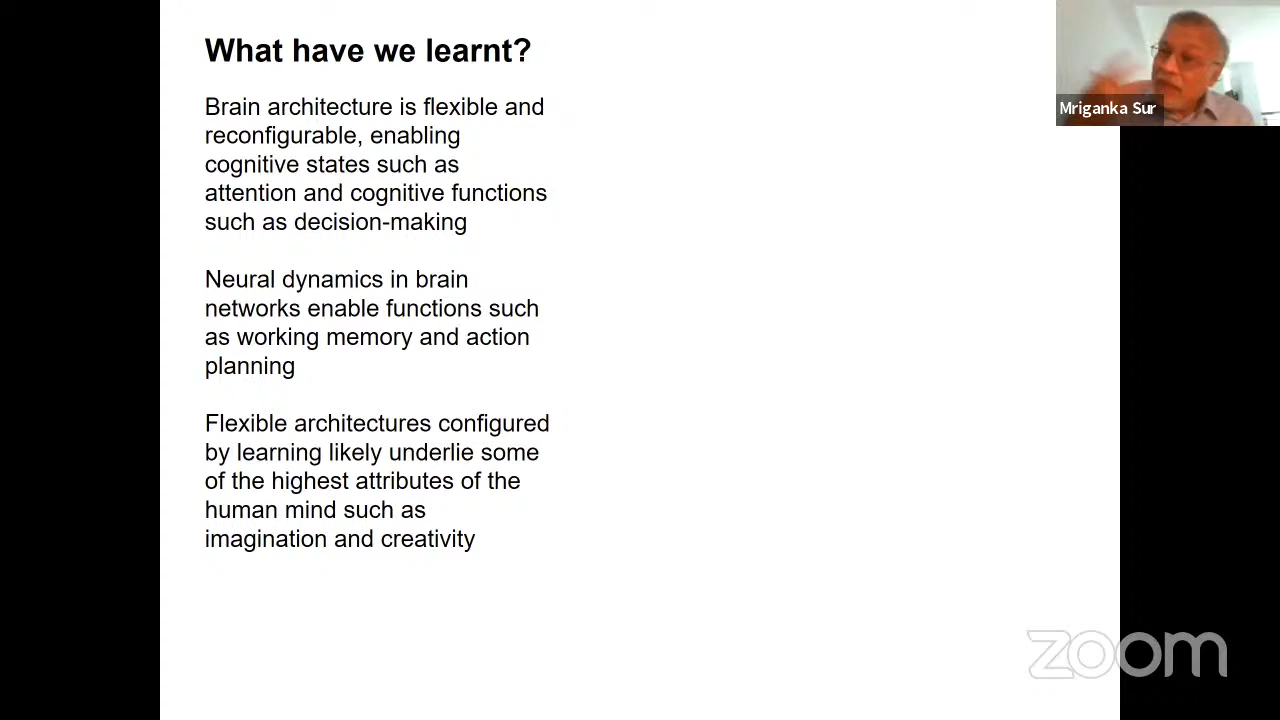 What have we learnt?
Brain architecture is flexible and
reconfigurable, enabling
cognitive states such as
attention and cognitive functions
such as decision-making
Neural dynamics in brain
networks enable functions such
as working memory and action
planning
Flexible architectures configured
by learning likely underlie some
of the highest attributes of the
human mind such as
imagination and creativity
Mriganka Sur
zoom